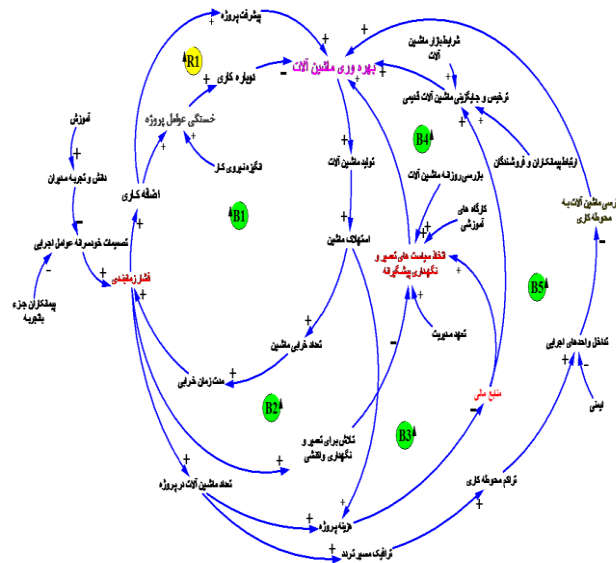 پیشرفت پروژه
R1
دوباره کاری
بهره وری ماشین آلات
شرایط بازار ماشین
آلات
ترخیص و جایگزینی ماشین آلات قدیمی
خستگی عوامل پروژه
آموزش
B4
انگیزه نیروی کار
تولید ماشین آلات
ارتباط پیمانکاران و فروشندگان
دانش و تجربه مدیران
اضافه کاری
بازرسی روزانه ماشین آلات
B1
کارگاه های
آموزشی
محوطه کاری
تصمیمات خودسرانه عوامل اجرایی
استهلاک ماشین
اتخاذ سیاست های تعمیر و
نگهداری پیشگیرانه
فشار زمانبندی
B5
پیمانکاران جزء
باتجربه
تعداد خرابی ماشین
تعهد مدیریت
تداخل واحدهای اجرایی
مدت زمان خرابی
منابع مالی
ایمنی
B2
B3
تلاش برای تعمیر و
نگهداری واکنشی
تعداد ماشین آلات در پروژه
تراکم محوطه کاری
هزینه پروژه
ترافیک مسیر تردد